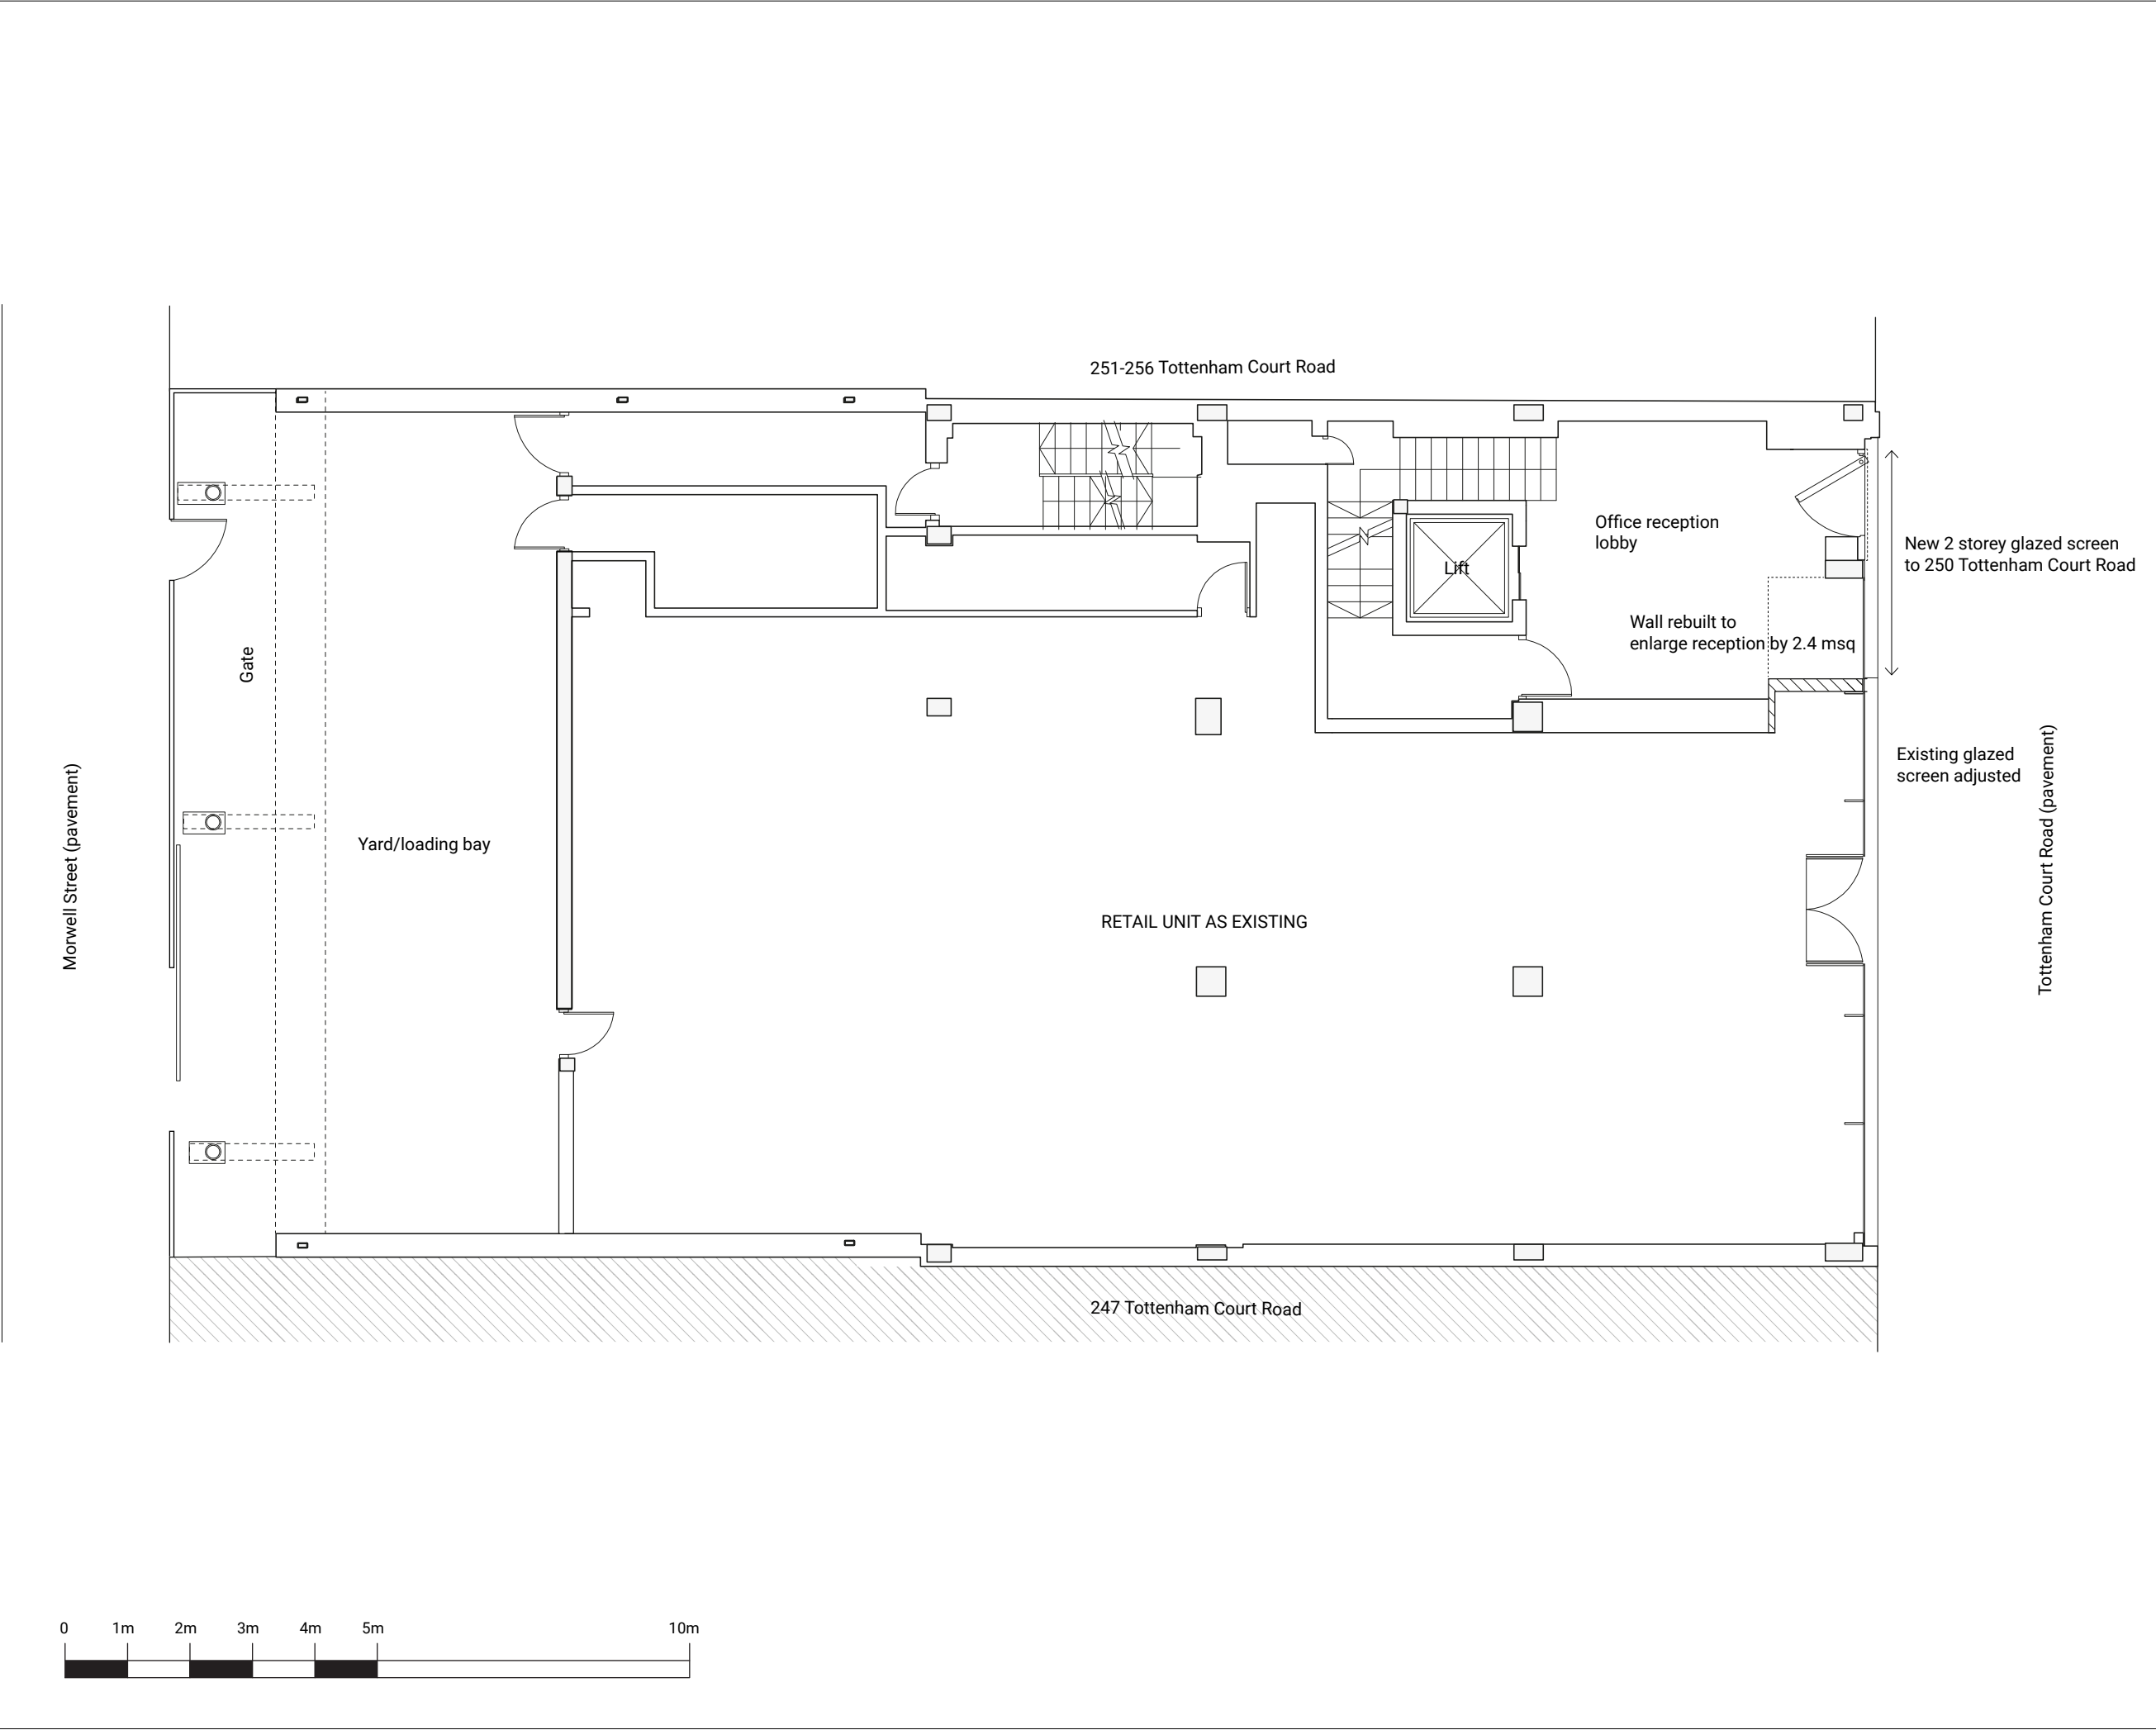 251-256 Tottenham Court Road
Office reception
lobby
New 2 storey glazed screen
to 250 Tottenham Court Road
Lift
Wall rebuilt to
enlarge reception by 2.4 msq
Gate
Existing glazed
screen adjusted
Morwell Street (pavement)
Yard/loading bay
Tottenham Court Road (pavement)
RETAIL UNIT AS EXISTING
247 Tottenham Court Road
0 1m 2m 3m 4m 5m 10m